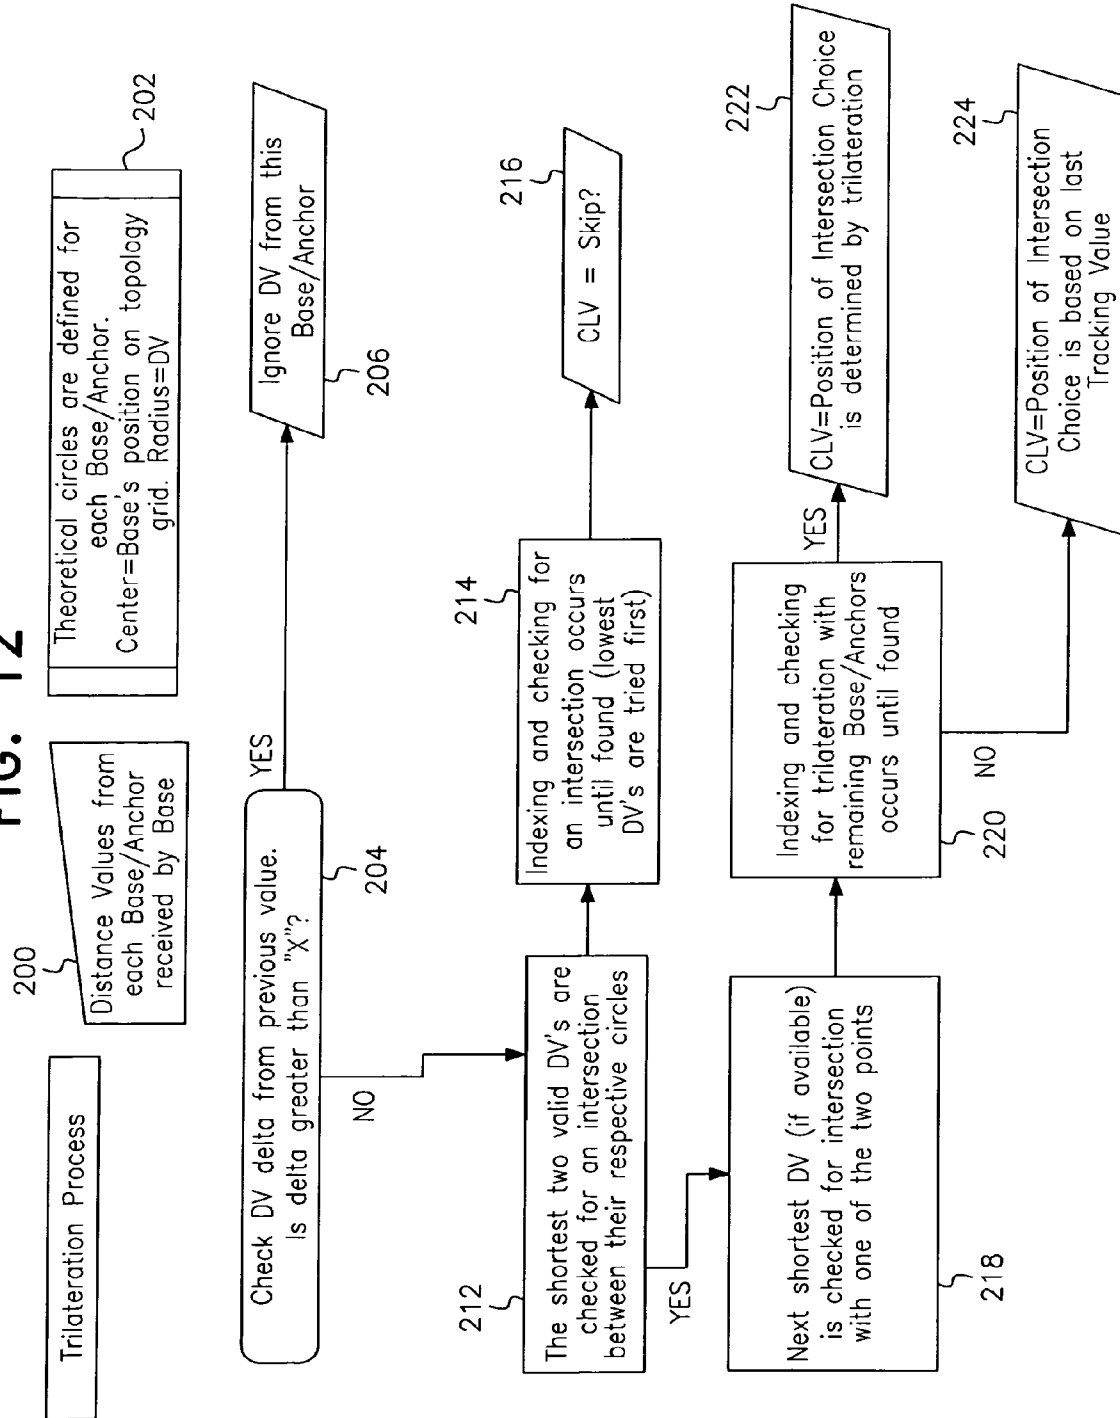 FIG. 12
Trilateration Process
200
Distance Values from
each Base/Anchor
received by Base
Theoretical circles are defined for
each Base/Anchor.
Center=Base's position on topology
grid. Radius=DV
202
Check DV delta from previous value.
Is delta greater than "X"?
204
YES
NO
Ignore DV from this
Base/Anchor
206
212
The shortest two valid DV's are
checked for an intersection
between their respective circles
YES
214
Indexing and checking for
an intersection occurs
until found (lowest
DV's are tried first)
216
CLV = Skip?
Next shortest DV (if available)
is checked for intersection
with one of the two points
218
Indexing and checking
for trilateration with
remaining Base/Anchors
occurs until found
220
YES
NO
222
CLV=Position of Intersection Choice
is determined by trilateration
224
CLV=Position of Intersection
Choice is based on last
Tracking Value